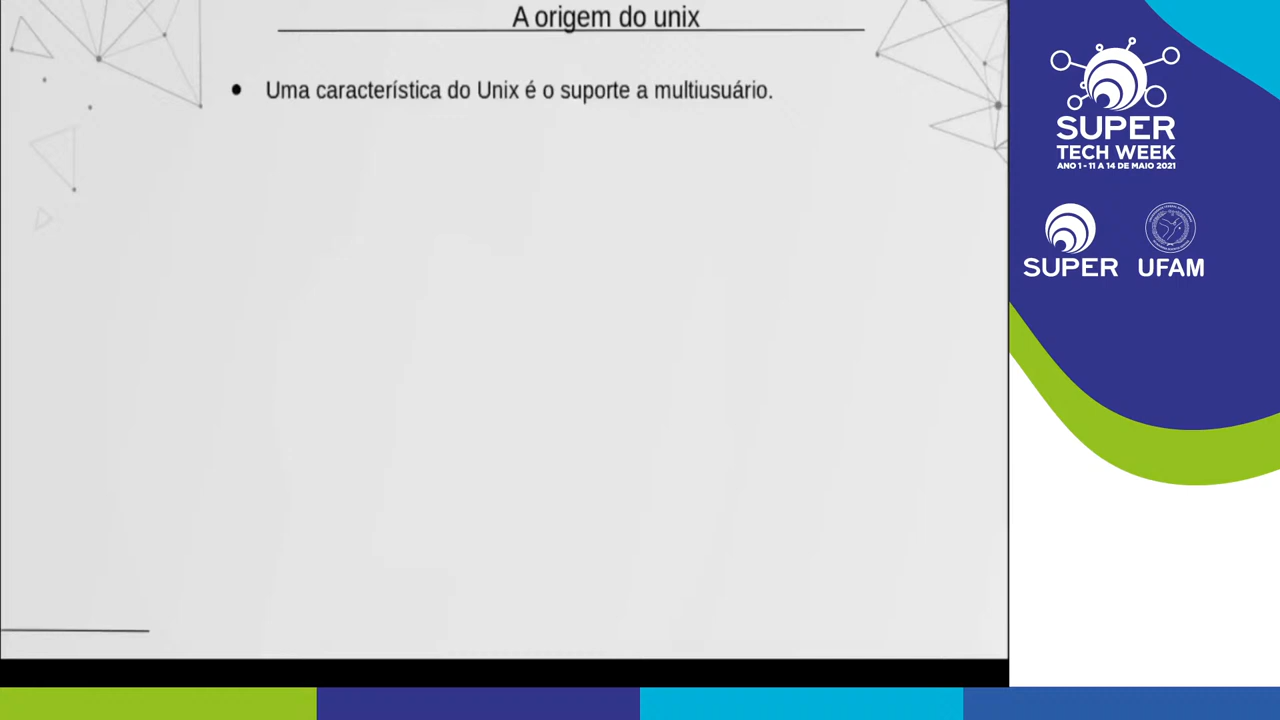 A origem do unix
● Uma característica do Unix é o suporte a multiusuário.
SUPER
TECH WEEK
ANO 1 - 11 A 14 DE MAIO 2021
SUPER
UFAM